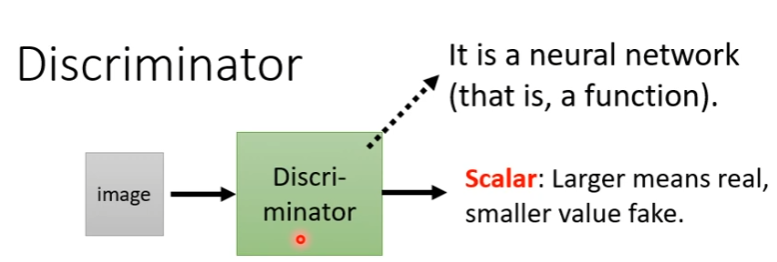 Discriminator
It is a neural network
(that is, a function).
image
Discri-
minator
Scalar: Larger means real,
smaller value fake.